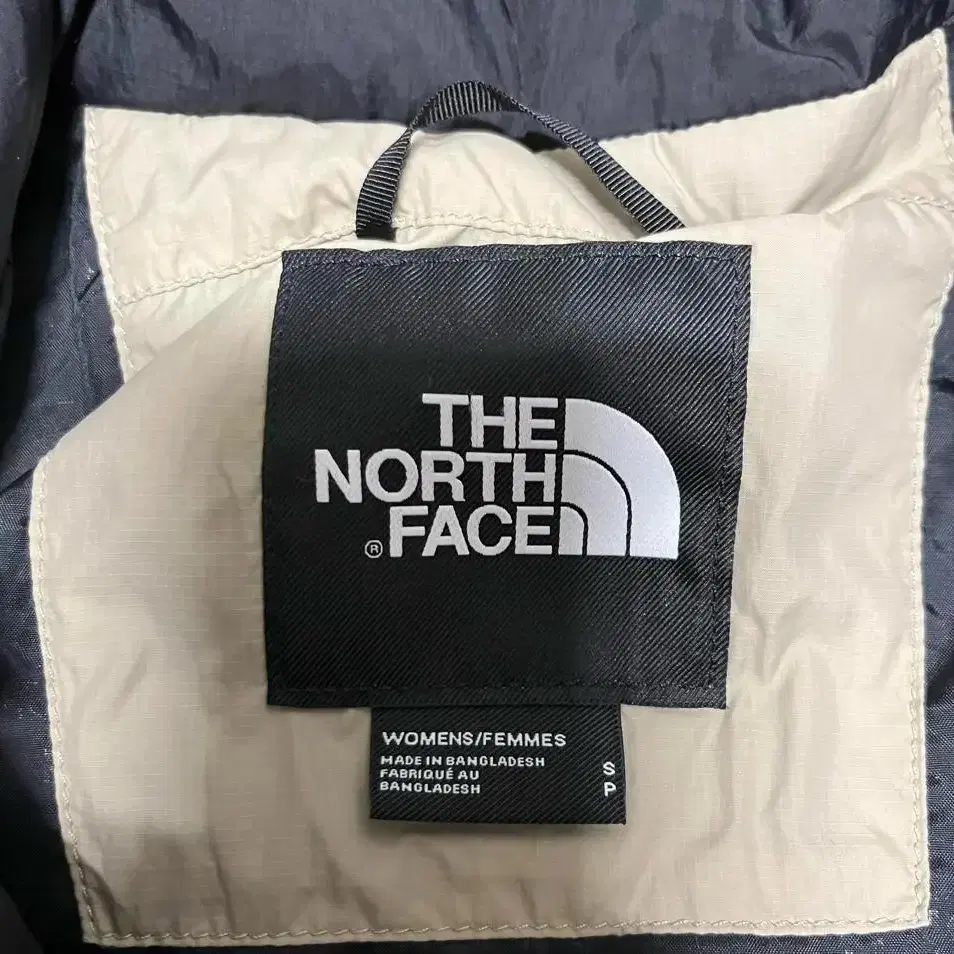 THE
NORTH
® FACE
WOMENS/FEMMES
MADE IN BANGLADESH
FABRIQUÉ AU
BANGLADESH
S
P